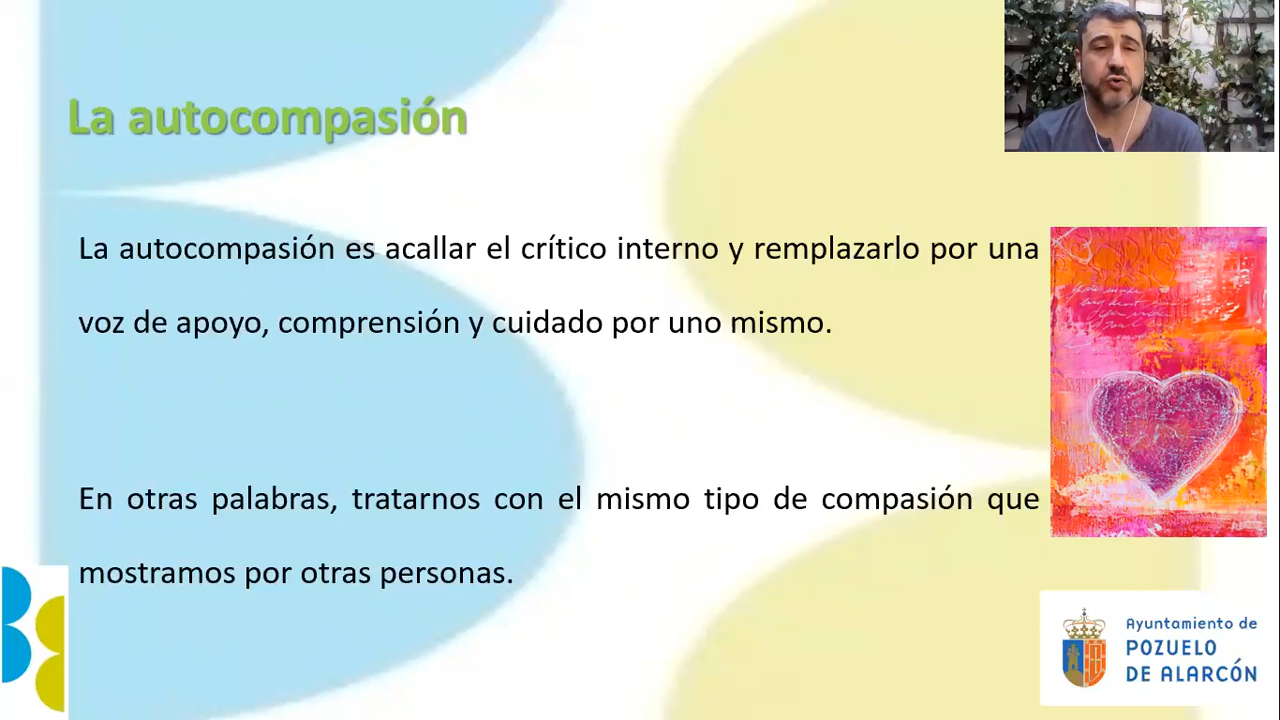 La autocompasión
La autocompasión es acallar el crítico interno y remplazarlo por una
voz de apoyo, comprensión y cuidado por uno mismo.
En otras palabras, tratarnos con el mismo tipo de compasión que
mostramos por otras personas.
Ayuntamiento de
POZUELO
DE ALARCÓN